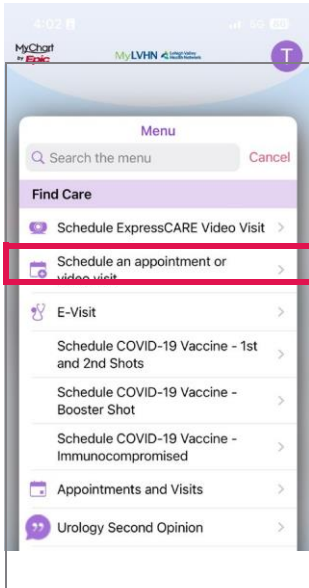 4:02
5G
MyChart
by Epic
MyLVHN Lehigh Valley Health Network
T
Menu
Search the menu
Cancel
Find Care
Schedule ExpressCARE Video Visit
Schedule an appointment or
video visit
E-Visit
Schedule COVID-19 Vaccine - 1st
and 2nd Shots
Schedule COVID-19 Vaccine -
Booster Shot
Schedule COVID-19 Vaccine -
Immunocompromised
Appointments and Visits
Urology Second Opinion